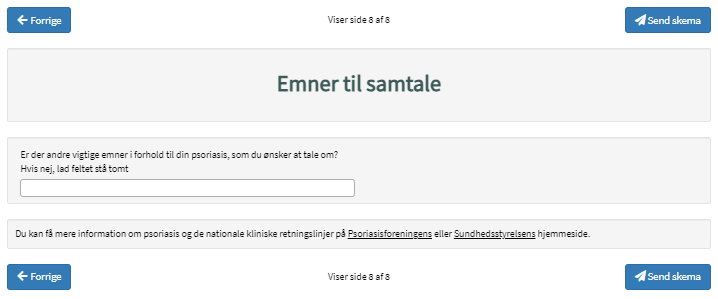 Forrige
Viser side 8 af 8
Send skema
Emner til samtale
Er der andre vigtige emner i forhold til din psoriasis, som du ønsker at tale om?
Hvis nej, lad feltet stå tomt
Du kan få mere information om psoriasis og de nationale kliniske retningslinjer på Psoriasisforeningens eller Sundhedsstyrelsens hjemmeside.
Forrige
Viser side 8 af 8
Send skema